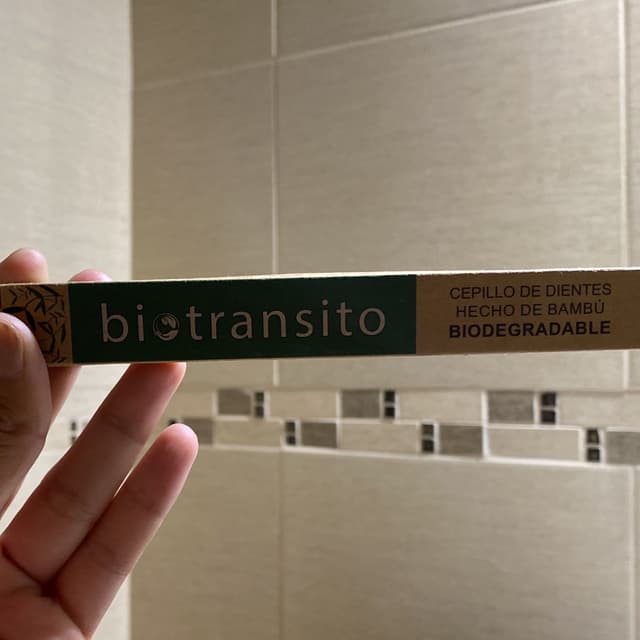 biotransito
CEPILLO DE DIENTES
HECHO DE BAMBÚ
BIODEGRADABLE